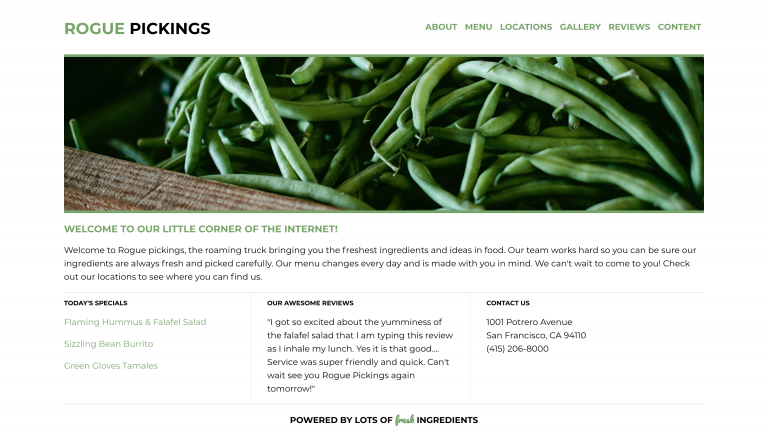 ROGUE PICKINGS
ABOUT MENU LOCATIONS GALLERY REVIEWS CONTENT
WELCOME TO OUR LITTLE CORNER OF THE INTERNET!
Welcome to Rogue pickings, the roaming truck bringing you the freshest ingredients and ideas in food. Our team works hard so you can be sure our
ingredients are always fresh and picked carefully. Our menu changes every day and is made with you in mind. We can't wait to come to you! Check
out our locations to see where you can find us.
TODAY'S SPECIALS
Flaming Hummus & Falafel Salad
Sizzling Bean Burrito
Green Gloves Tamales
OUR AWESOME REVIEWS
"I got so excited about the yumminess of
the falafel salad that I am typing this review
as I inhale my lunch. Yes it is that good....
Service was super friendly and quick. Can't
wait see you Rogue Pickings again
tomorrow!"
CONTACT US
1001 Potrero Avenue
San Francisco, CA 94110
(415) 206-8000
POWERED BY LOTS OF fresh INGREDIENTS